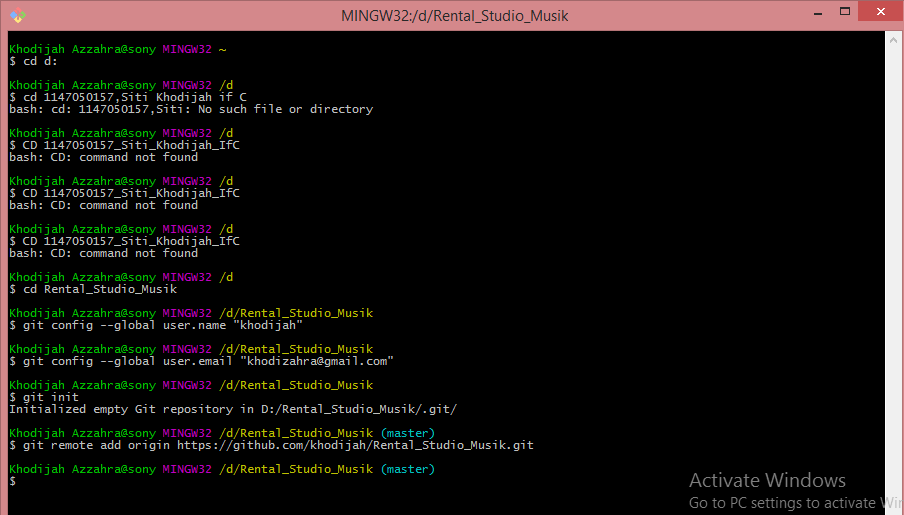 MINGW32:/d/Rental_Studio_Musik
Khodijah Azzahra@sony MINGW32 ~
$ cd d:
Khodijah Azzahra@sony MINGW32 /d
$ cd 1147050157,Siti Khodijah if C
bash: cd: 1147050157,Siti: No such file or directory
Khodijah Azzahra@sony MINGW32 /d
$ CD 1147050157_Siti_Khodijah_IfC
bash: CD: command not found
Khodijah Azzahra@sony MINGW32 /d
$ CD 1147050157_Siti_Khodijah_IfC
bash: CD: command not found
Khodijah Azzahra@sony MINGW32 /d
$ CD 1147050157_Siti_Khodijah_IfC
bash: CD: command not found
Khodijah Azzahra@sony MINGW32 /d
$ cd Rental_Studio_Musik
Khodijah Azzahra@sony MINGW32 /d/Rental_Studio_Musik
$ git config --global user.name "khodijah"
Khodijah Azzahra@sony MINGW32 /d/Rental_Studio_Musik
$ git config --global user.email "khodizahra@gmail.com"
Khodijah Azzahra@sony MINGW32 /d/Rental_Studio_Musik
$ git init
Initialized empty Git repository in D:/Rental_Studio_Musik/.git/
Khodijah Azzahra@sony MINGW32 /d/Rental_Studio_Musik (master)
$ git remote add origin https://github.com/khodijah/Rental_Studio_Musik.git
Khodijah Azzahra@sony MINGW32 /d/Rental_Studio_Musik (master)
$
Activate Windows
Go to PC settings to activate Wi